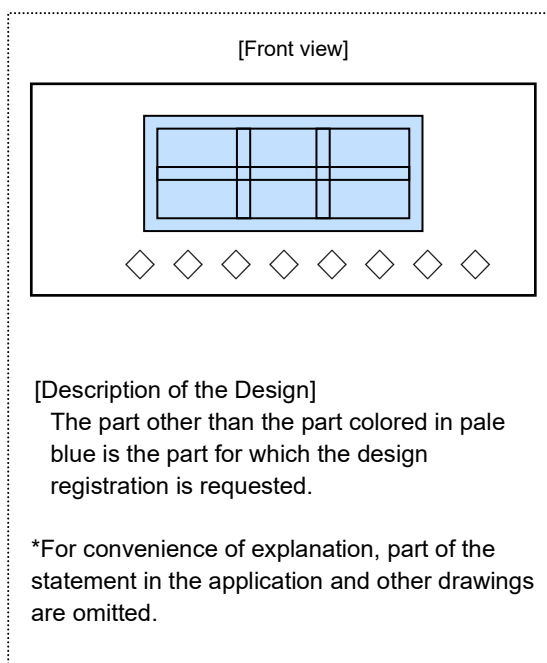 [Front view]
[Description of the Design]
The part other than the part colored in pale
blue is the part for which the design
registration is requested.
*For convenience of explanation, part of the
statement in the application and other drawings
are omitted.